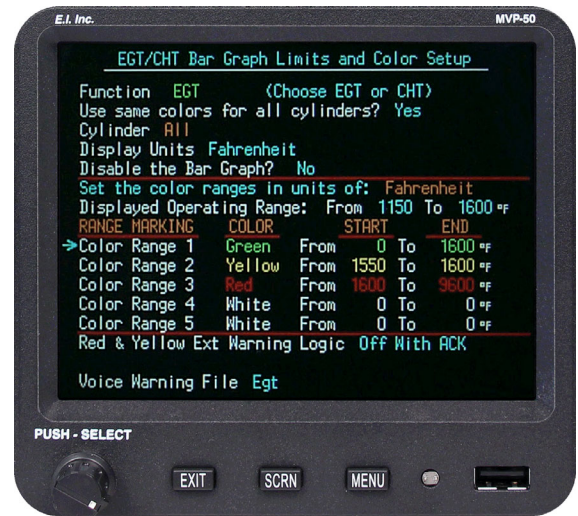 E.I. Inc. MVP-50
EGT/CHT Bar Graph Limits and Color Setup
Function EGT (Choose EGT or CHT)
Use same colors for all cylinders? Yes
Cylinder All
Display Units Fahrenheit
Disable the Bar Graph? No
Set the color ranges in units of: Fahrenheit
Displayed Operating Range: From 1150 To 1600 °F
RANGE MARKING COLOR START END
Color Range 1 Green From 0 To 1600 °F
Color Range 2 Yellow From 1550 To 1600 °F
Color Range 3 Red From 1600 To 9600 °F
Color Range 4 White From 0 To 0 °F
Color Range 5 White From 0 To 0 °F
Red & Yellow Ext Warning Logic Off With ACK
Voice Warning File Egt
PUSH - SELECT
EXIT SCRN MENU